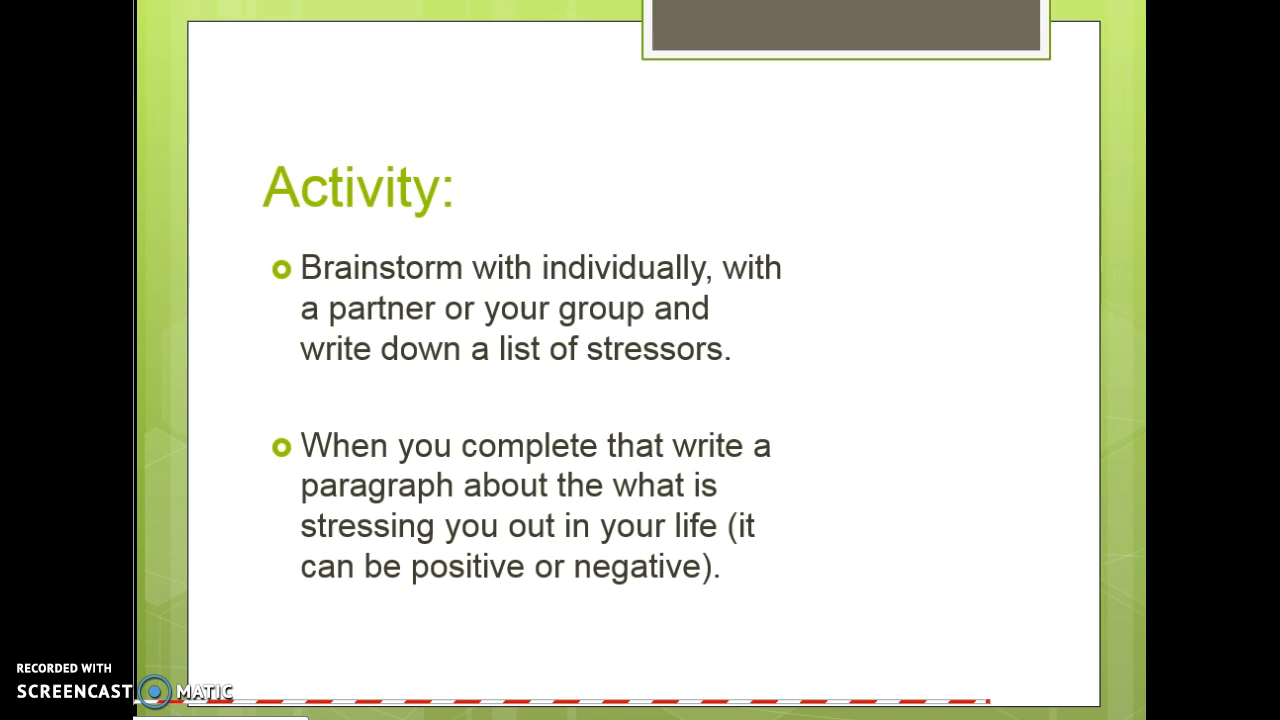 Activity:
Brainstorm with individually, with
a partner or your group and
write down a list of stressors.
When you complete that write a
paragraph about the what is
stressing you out in your life (it
can be positive or negative).
RECORDED WITH
SCREENCAST MATIC